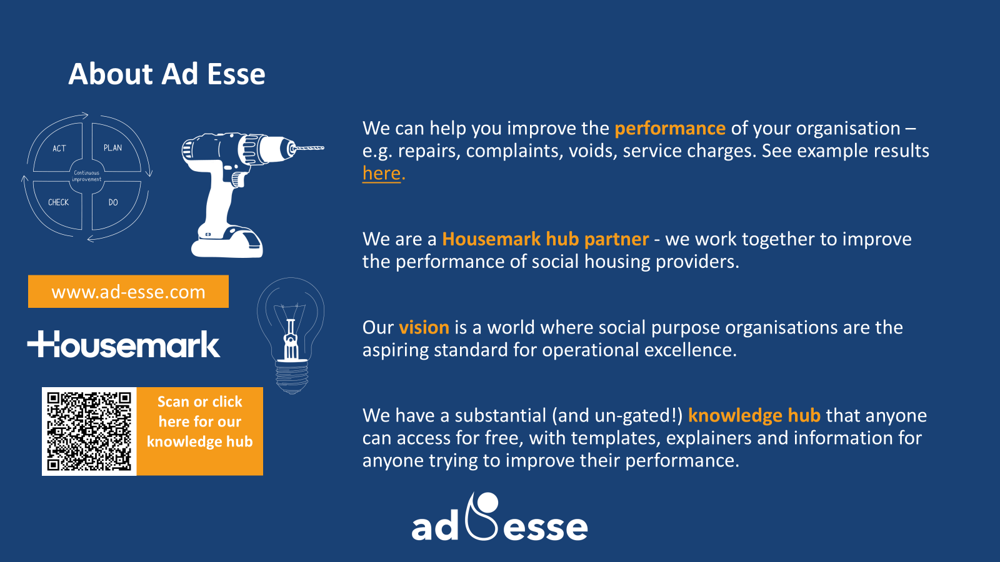 About Ad Esse
ACT
PLAN
Continuous
improvement
CHECK
DO
www.ad-esse.com
Housemark
Scan or click
here for our
knowledge hub
We can help you improve the performance of your organisation –
e.g. repairs, complaints, voids, service charges. See example results
here.
We are a Housemark hub partner - we work together to improve
the performance of social housing providers.
Our vision is a world where social purpose organisations are the
aspiring standard for operational excellence.
We have a substantial (and un-gated!) knowledge hub that anyone
can access for free, with templates, explainers and information for
anyone trying to improve their performance.
ad esse